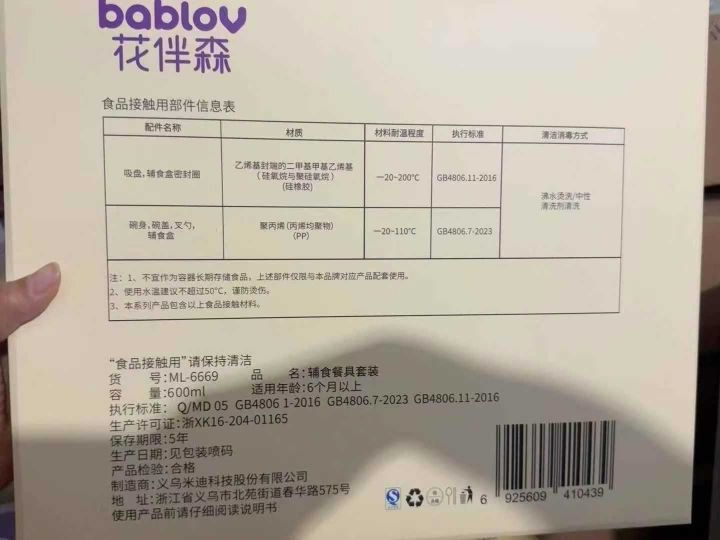 bablov
花伴森
食品接触用部件信息表
配件名称 材质 材料耐温程度 执行标准 清洁消毒方式
吸盘,辅食盒密封圈 乙烯基封端的二甲基甲基乙烯基
（硅氧烷与聚硅氧烷）
(硅橡胶) 一20~200℃ GB4806.11-2016
沸水烫洗/中性
清洗剂清洗
碗身,碗盖,叉勺,
辅食盒 聚丙烯(丙烯均聚物)
（PP） 一20~110℃ GB4806.7-2023
注：1、不宜作为容器长期存储食品，上述部件仅限与本品牌对应产品配套使用。
2、使用水温建议不超过50℃，谨防烫伤。
3、本系列产品包含以上食品接触材料。
“食品接触用”请保持清洁
货 号:ML-6669 品 名:辅食餐具套装
容 量:600ml 适用年龄:6个月以上
执行标准: Q/MD 05 GB4806 1-2016 GB4806.7-2023 GB4806.11-2016
生产许可证:浙XK16-204-01165
保存期限:5年
生产日期:见包装喷码
产品检验:合格
制造商:义乌米迪科技股份有限公司
地 址:浙江省义乌市北苑街道春华路575号
使用产品前请仔细阅读说明书
6 925609 410439